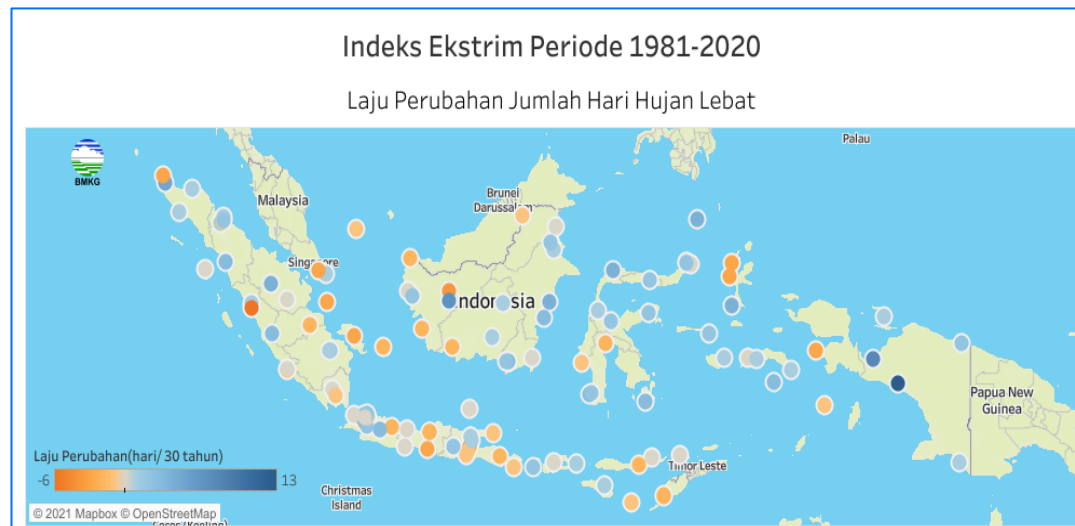 Indeks Ekstrim Periode 1981-2020
Laju Perubahan Jumlah Hari Hujan Lebat
Palau
BMKG
Malaysia
Brunei
Darussalam
Singapore
Indonesia
Papua New
Guinea
Laju Perubahan(hari/ 30 tahun)
Timor Leste
-6
13
Christmas
Island
© 2021 Mapbox © OpenStreetMap